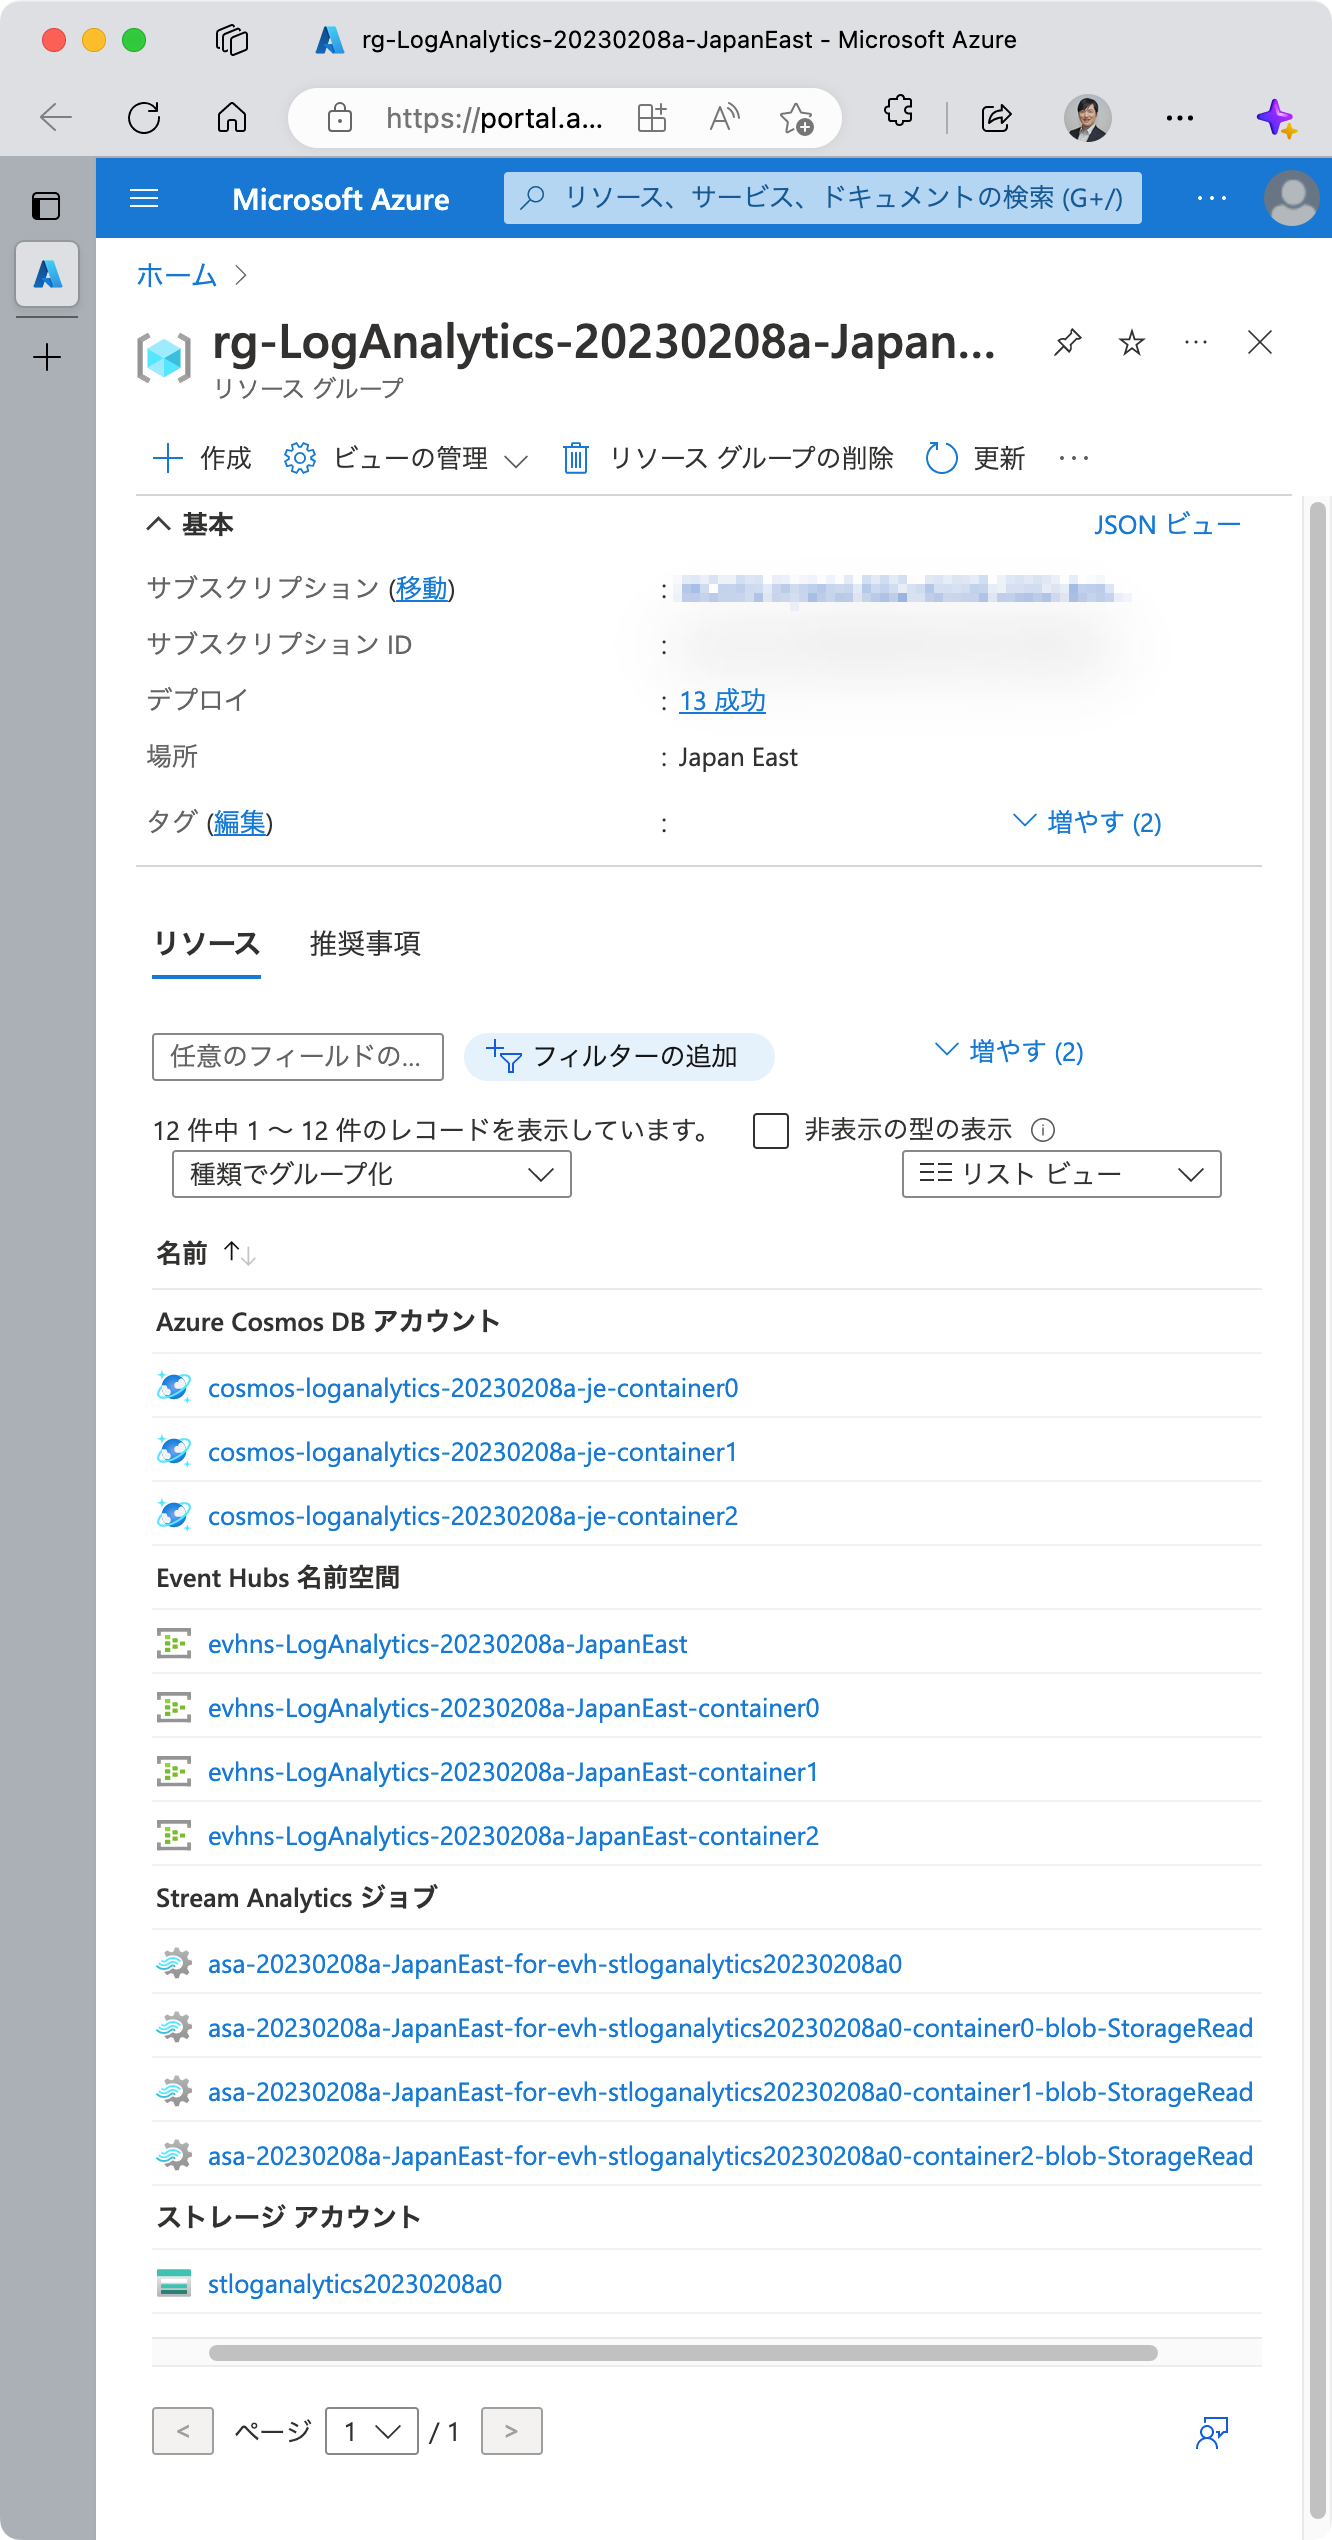 rg-LogAnalytics-20230208a-JapanEast - Microsoft Azure
https://portal.a...
Microsoft Azure
リソース、サービス、ドキュメントの検索 (G+/)
ホーム
rg-LogAnalytics-20230208a-Japan...
リソース グループ
作成 ビューの管理 リソース グループの削除 更新
基本 JSON ビュー
サブスクリプション (移動) :
サブスクリプション ID :
デプロイ : 13 成功
場所 : Japan East
タグ (編集) : 増やす (2)
リソース 推奨事項
任意のフィールドの... フィルターの追加 増やす (2)
12 件中 1 ～ 12 件のレコードを表示しています。 非表示の型の表示
種類でグループ化 リスト ビュー
名前 ↑↓
Azure Cosmos DB アカウント
cosmos-loganalytics-20230208a-je-container0
cosmos-loganalytics-20230208a-je-container1
cosmos-loganalytics-20230208a-je-container2
Event Hubs 名前空間
evhns-LogAnalytics-20230208a-JapanEast
evhns-LogAnalytics-20230208a-JapanEast-container0
evhns-LogAnalytics-20230208a-JapanEast-container1
evhns-LogAnalytics-20230208a-JapanEast-container2
Stream Analytics ジョブ
asa-20230208a-JapanEast-for-evh-stloganalytics20230208a0
asa-20230208a-JapanEast-for-evh-stloganalytics20230208a0-container0-blob-StorageRead
asa-20230208a-JapanEast-for-evh-stloganalytics20230208a0-container1-blob-StorageRead
asa-20230208a-JapanEast-for-evh-stloganalytics20230208a0-container2-blob-StorageRead
ストレージ アカウント
stloganalytics20230208a0
< ページ 1 / 1 >